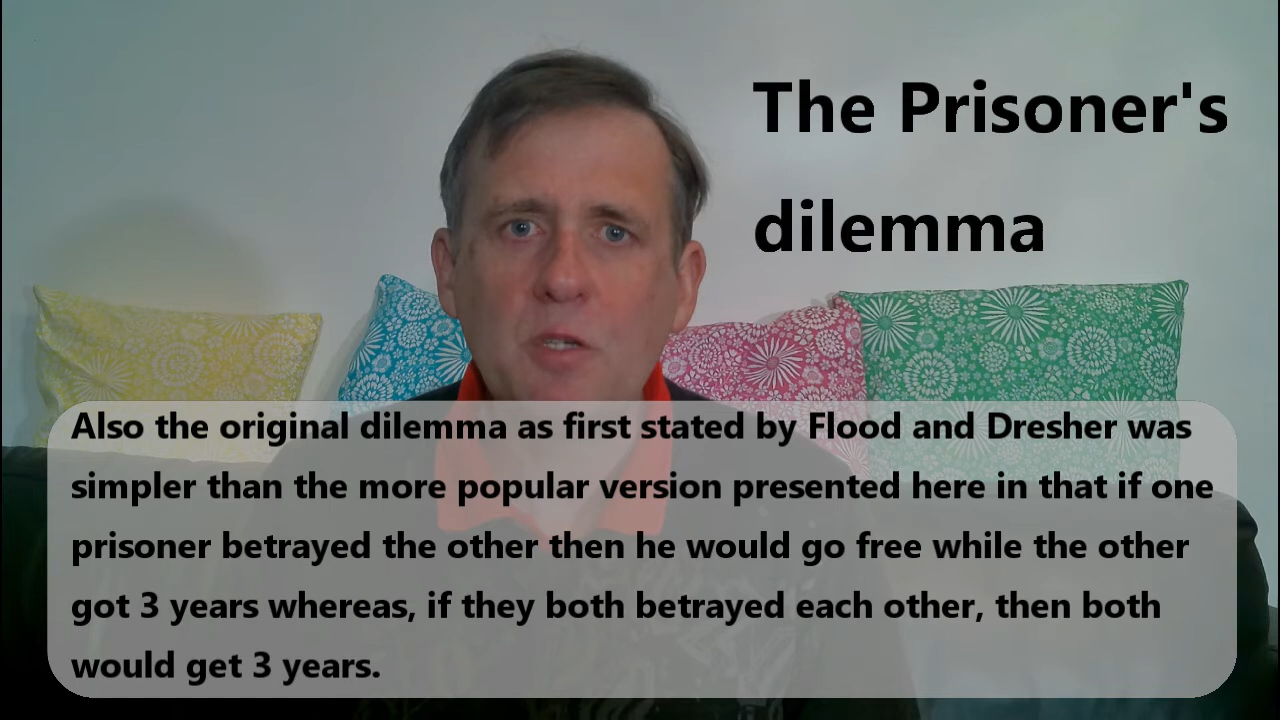 The Prisoner's
dilemma
Also the original dilemma as first stated by Flood and Dresher was
simpler than the more popular version presented here in that if one
prisoner betrayed the other then he would go free while the other
got 3 years whereas, if they both betrayed each other, then both
would get 3 years.